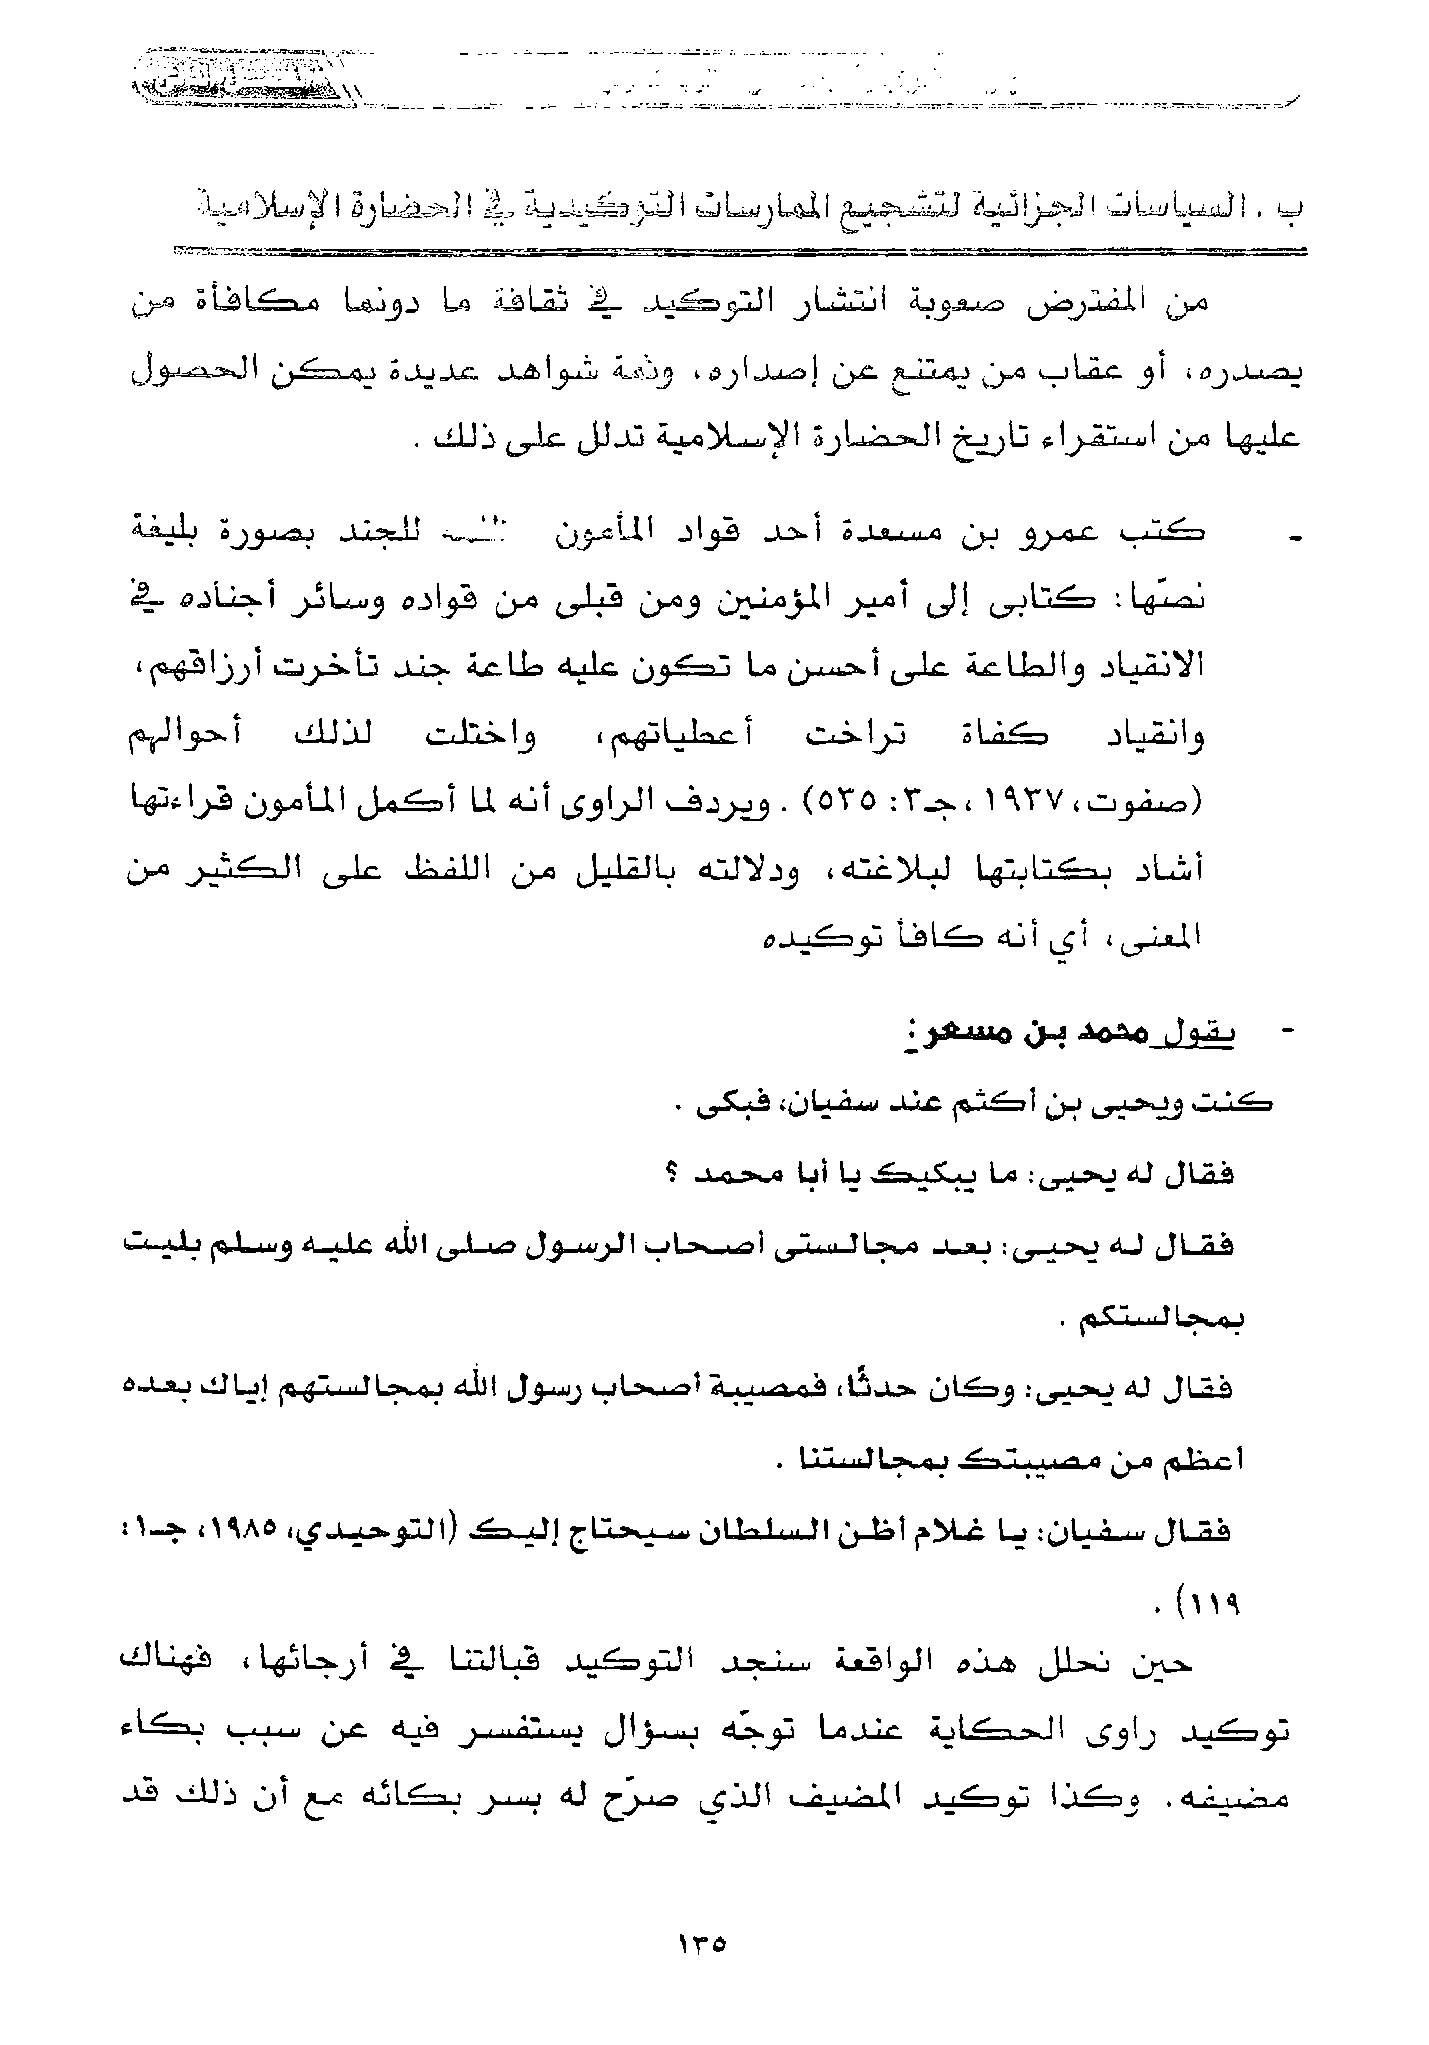 ب. السياسات الجزائية لتشجيع الممارسات التوكيدية في الحضارة الإسلامية
من المفترض صعوبة انتشار التوكيد في ثقافة ما دونما مكافأة من
يصدره، أو عقاب من يمتنع عن إصداره، وثمة شواهد عديدة يمكن الحصول
عليها من استقراء تاريخ الحضارة الإسلامية تدلل على ذلك .
- كتب عمرو بن مسعدة أحد قواد المأمون للجند بصورة بليغة
نصّها: كتابى إلى أمير المؤمنين ومن قبلى من قواده وسائر أجناده في
الانقياد والطاعة على أحسن ما تكون عليه طاعة جند تأخرت أرزاقهم،
وانقياد كفاة تراخت أعطياتهم، واختلت لذلك أحوالهم
(صفوت، ١٩٣٧، جـ٣: ٥٣٥) . ويردف الراوى أنه لما أكمل المأمون قراءتها
أشاد بكتابتها لبلاغته، ودلالته بالقليل من اللفظ على الكثير من
المعنى، أي أنه كافأ توكيده
- يقول محمد بن مسعر:
كنت ويحيى بن أكثم عند سفيان، فبكى .
فقال له يحيى: ما يبكيك يا أبا محمد ؟
فقال له يحيى: بعد مجالستى أصحاب الرسول صلى الله عليه وسلم بليت
بمجالستكم .
فقال له يحيى: وكان حدثًا، فمصيبة أصحاب رسول الله بمجالستهم إياك بعده
اعظم من مصيبتك بمجالستنا .
فقال سفيان: يا غلام أظن السلطان سيحتاج إليك (التوحيدي، ١٩٨٥، جـ١:
١١٩) .
حين نحلل هذه الواقعة سنجد التوكيد قبالتنا في أرجائها، فهناك
توكيد راوى الحكاية عندما توجّه بسؤال يستفسر فيه عن سبب بكاء
مضيفه. وكذا توكيد المضيف الذي صرّح له بسر بكائه مع أن ذلك قد
١٣٥